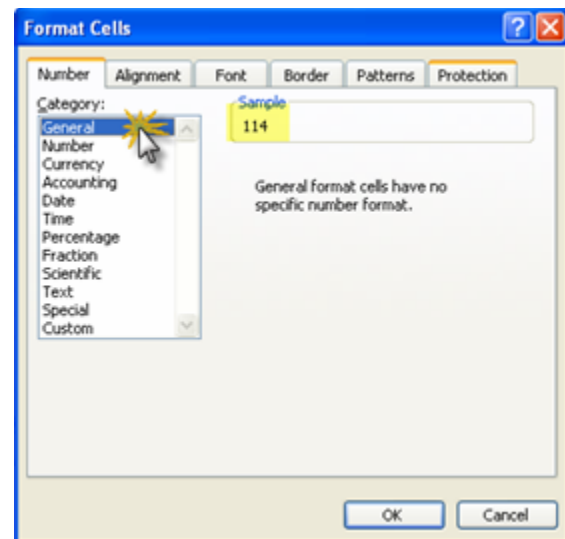 Format Cells
Number Alignment Font Border Patterns Protection
Category:
General
Number
Currency
Accounting
Date
Time
Percentage
Fraction
Scientific
Text
Special
Custom
Sample
114
General format cells have no
specific number format.
OK Cancel